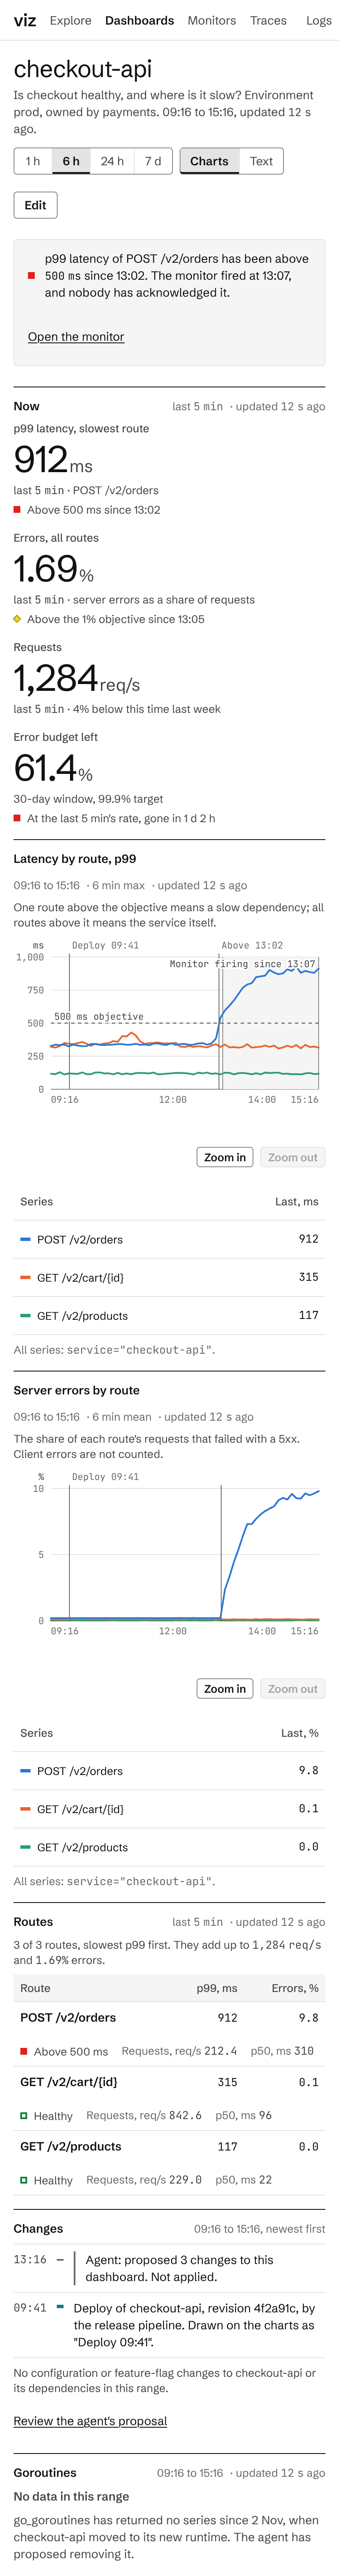 viz Explore Dashboards Monitors Traces Logs
checkout-api
Is checkout healthy, and where is it slow? Environment
prod, owned by payments. 09:16 to 15:16, updated 12 s
ago.
1 h 6 h 24 h 7 d Charts Text
Edit
p99 latency of POST /v2/orders has been above
500 ms since 13:02. The monitor fired at 13:07,
and nobody has acknowledged it.
Open the monitor
Now last 5 min · updated 12 s ago
p99 latency, slowest route
912 ms
last 5 min · POST /v2/orders
Above 500 ms since 13:02
Errors, all routes
1.69%
last 5 min · server errors as a share of requests
Above the 1% objective since 13:05
Requests
1,284 req/s
last 5 min · 4% below this time last week
Error budget left
61.4%
30-day window, 99.9% target
At the last 5 min's rate, gone in 1 d 2 h
Latency by route, p99
09:16 to 15:16 · 6 min max · updated 12 s ago
One route above the objective means a slow dependency; all
routes above it means the service itself.
ms Deploy 09:41 Above 13:02
1,000 Monitor firing since 13:07
750
500 ms objective
500
250
0
09:16 12:00 14:00 15:16
Zoom in Zoom out
Series Last, ms
POST /v2/orders 912
GET /v2/cart/{id} 315
GET /v2/products 117
All series: service="checkout-api".
Server errors by route
09:16 to 15:16 · 6 min mean · updated 12 s ago
The share of each route's requests that failed with a 5xx.
Client errors are not counted.
% Deploy 09:41
10
5
0
09:16 12:00 14:00 15:16
Zoom in Zoom out
Series Last, %
POST /v2/orders 9.8
GET /v2/cart/{id} 0.1
GET /v2/products 0.0
All series: service="checkout-api".
Routes last 5 min · updated 12 s ago
3 of 3 routes, slowest p99 first. They add up to 1,284 req/s
and 1.69% errors.
Route p99, ms Errors, %
POST /v2/orders 912 9.8
Above 500 ms Requests, req/s 212.4 p50, ms 310
GET /v2/cart/{id} 315 0.1
Healthy Requests, req/s 842.6 p50, ms 96
GET /v2/products 117 0.0
Healthy Requests, req/s 229.0 p50, ms 22
Changes 09:16 to 15:16, newest first
13:16 Agent: proposed 3 changes to this
dashboard. Not applied.
09:41 Deploy of checkout-api, revision 4f2a91c, by
the release pipeline. Drawn on the charts as
"Deploy 09:41".
No configuration or feature-flag changes to checkout-api or
its dependencies in this range.
Review the agent's proposal
Goroutines 09:16 to 15:16 · updated 12 s ago
No data in this range
go_goroutines has returned no series since 2 Nov, when
checkout-api moved to its new runtime. The agent has
proposed removing it.